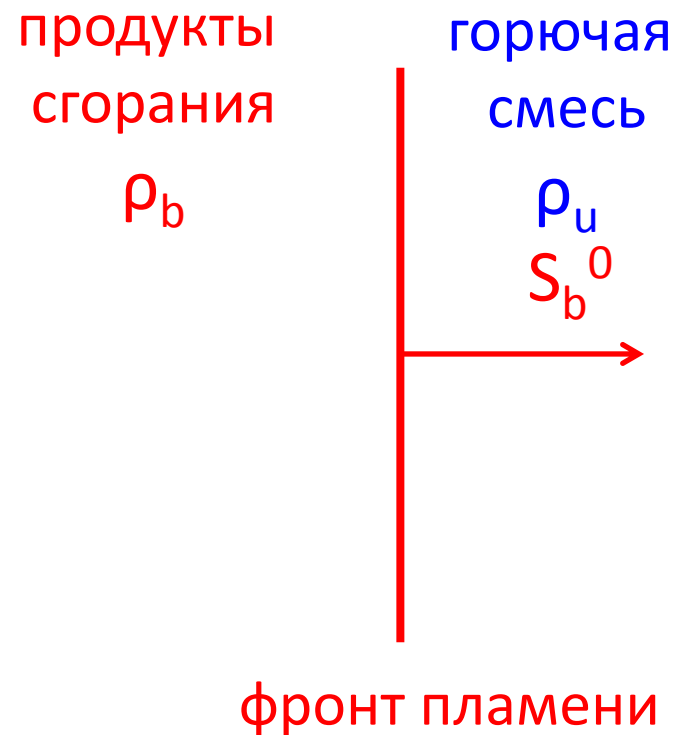 продукты
сгорания
ρb
горючая
смесь
ρu
Sb⁰
фронт пламени